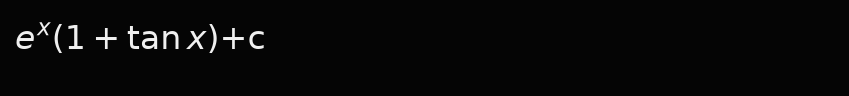 eˣ(1 + tan x)+c